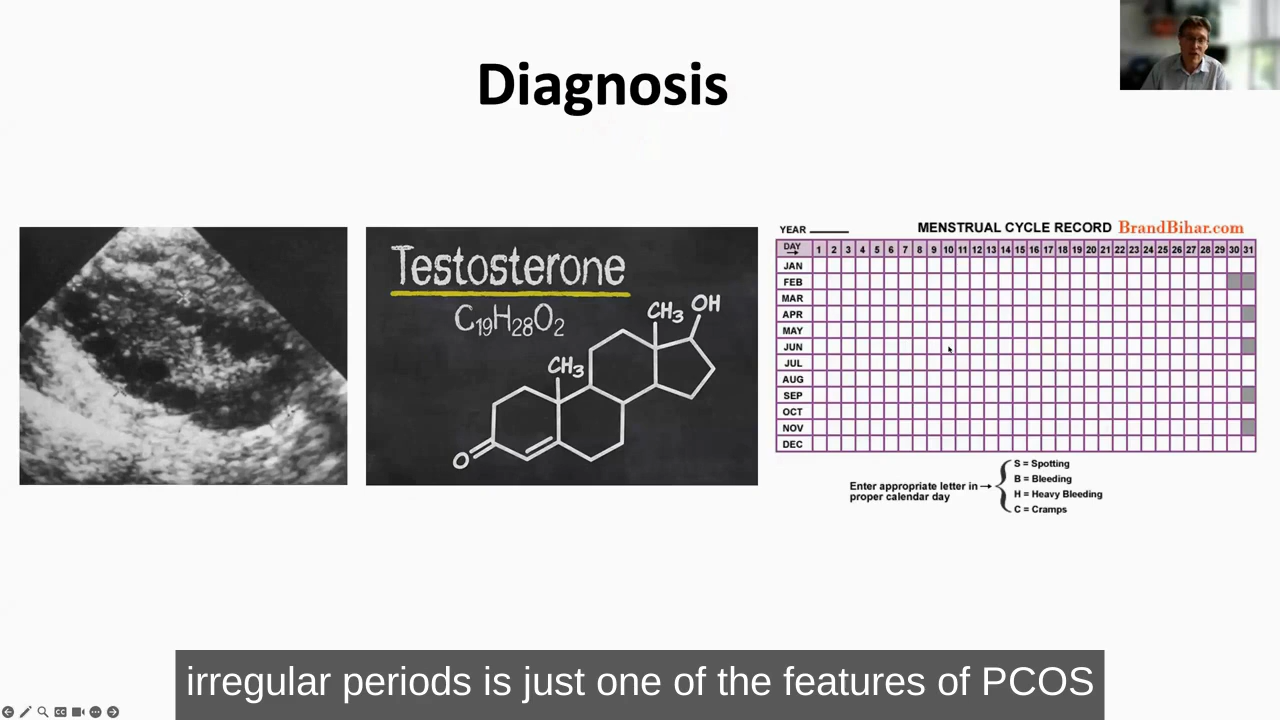 Diagnosis
Testosterone
C19H28O2
CH3
OH
CH3
O
YEAR
MENSTRUAL CYCLE RECORD BrandBihar.com
DAY 1 2 3 4 5 6 7 8 9 10 11 12 13 14 15 16 17 18 19 20 21 22 23 24 25 26 27 28 29 30 31
JAN
FEB
MAR
APR
MAY
JUN
JUL
AUG
SEP
OCT
NOV
DEC
Enter appropriate letter in
proper calendar day
S = Spotting
B = Bleeding
H = Heavy Bleeding
C = Cramps
irregular periods is just one of the features of PCOS